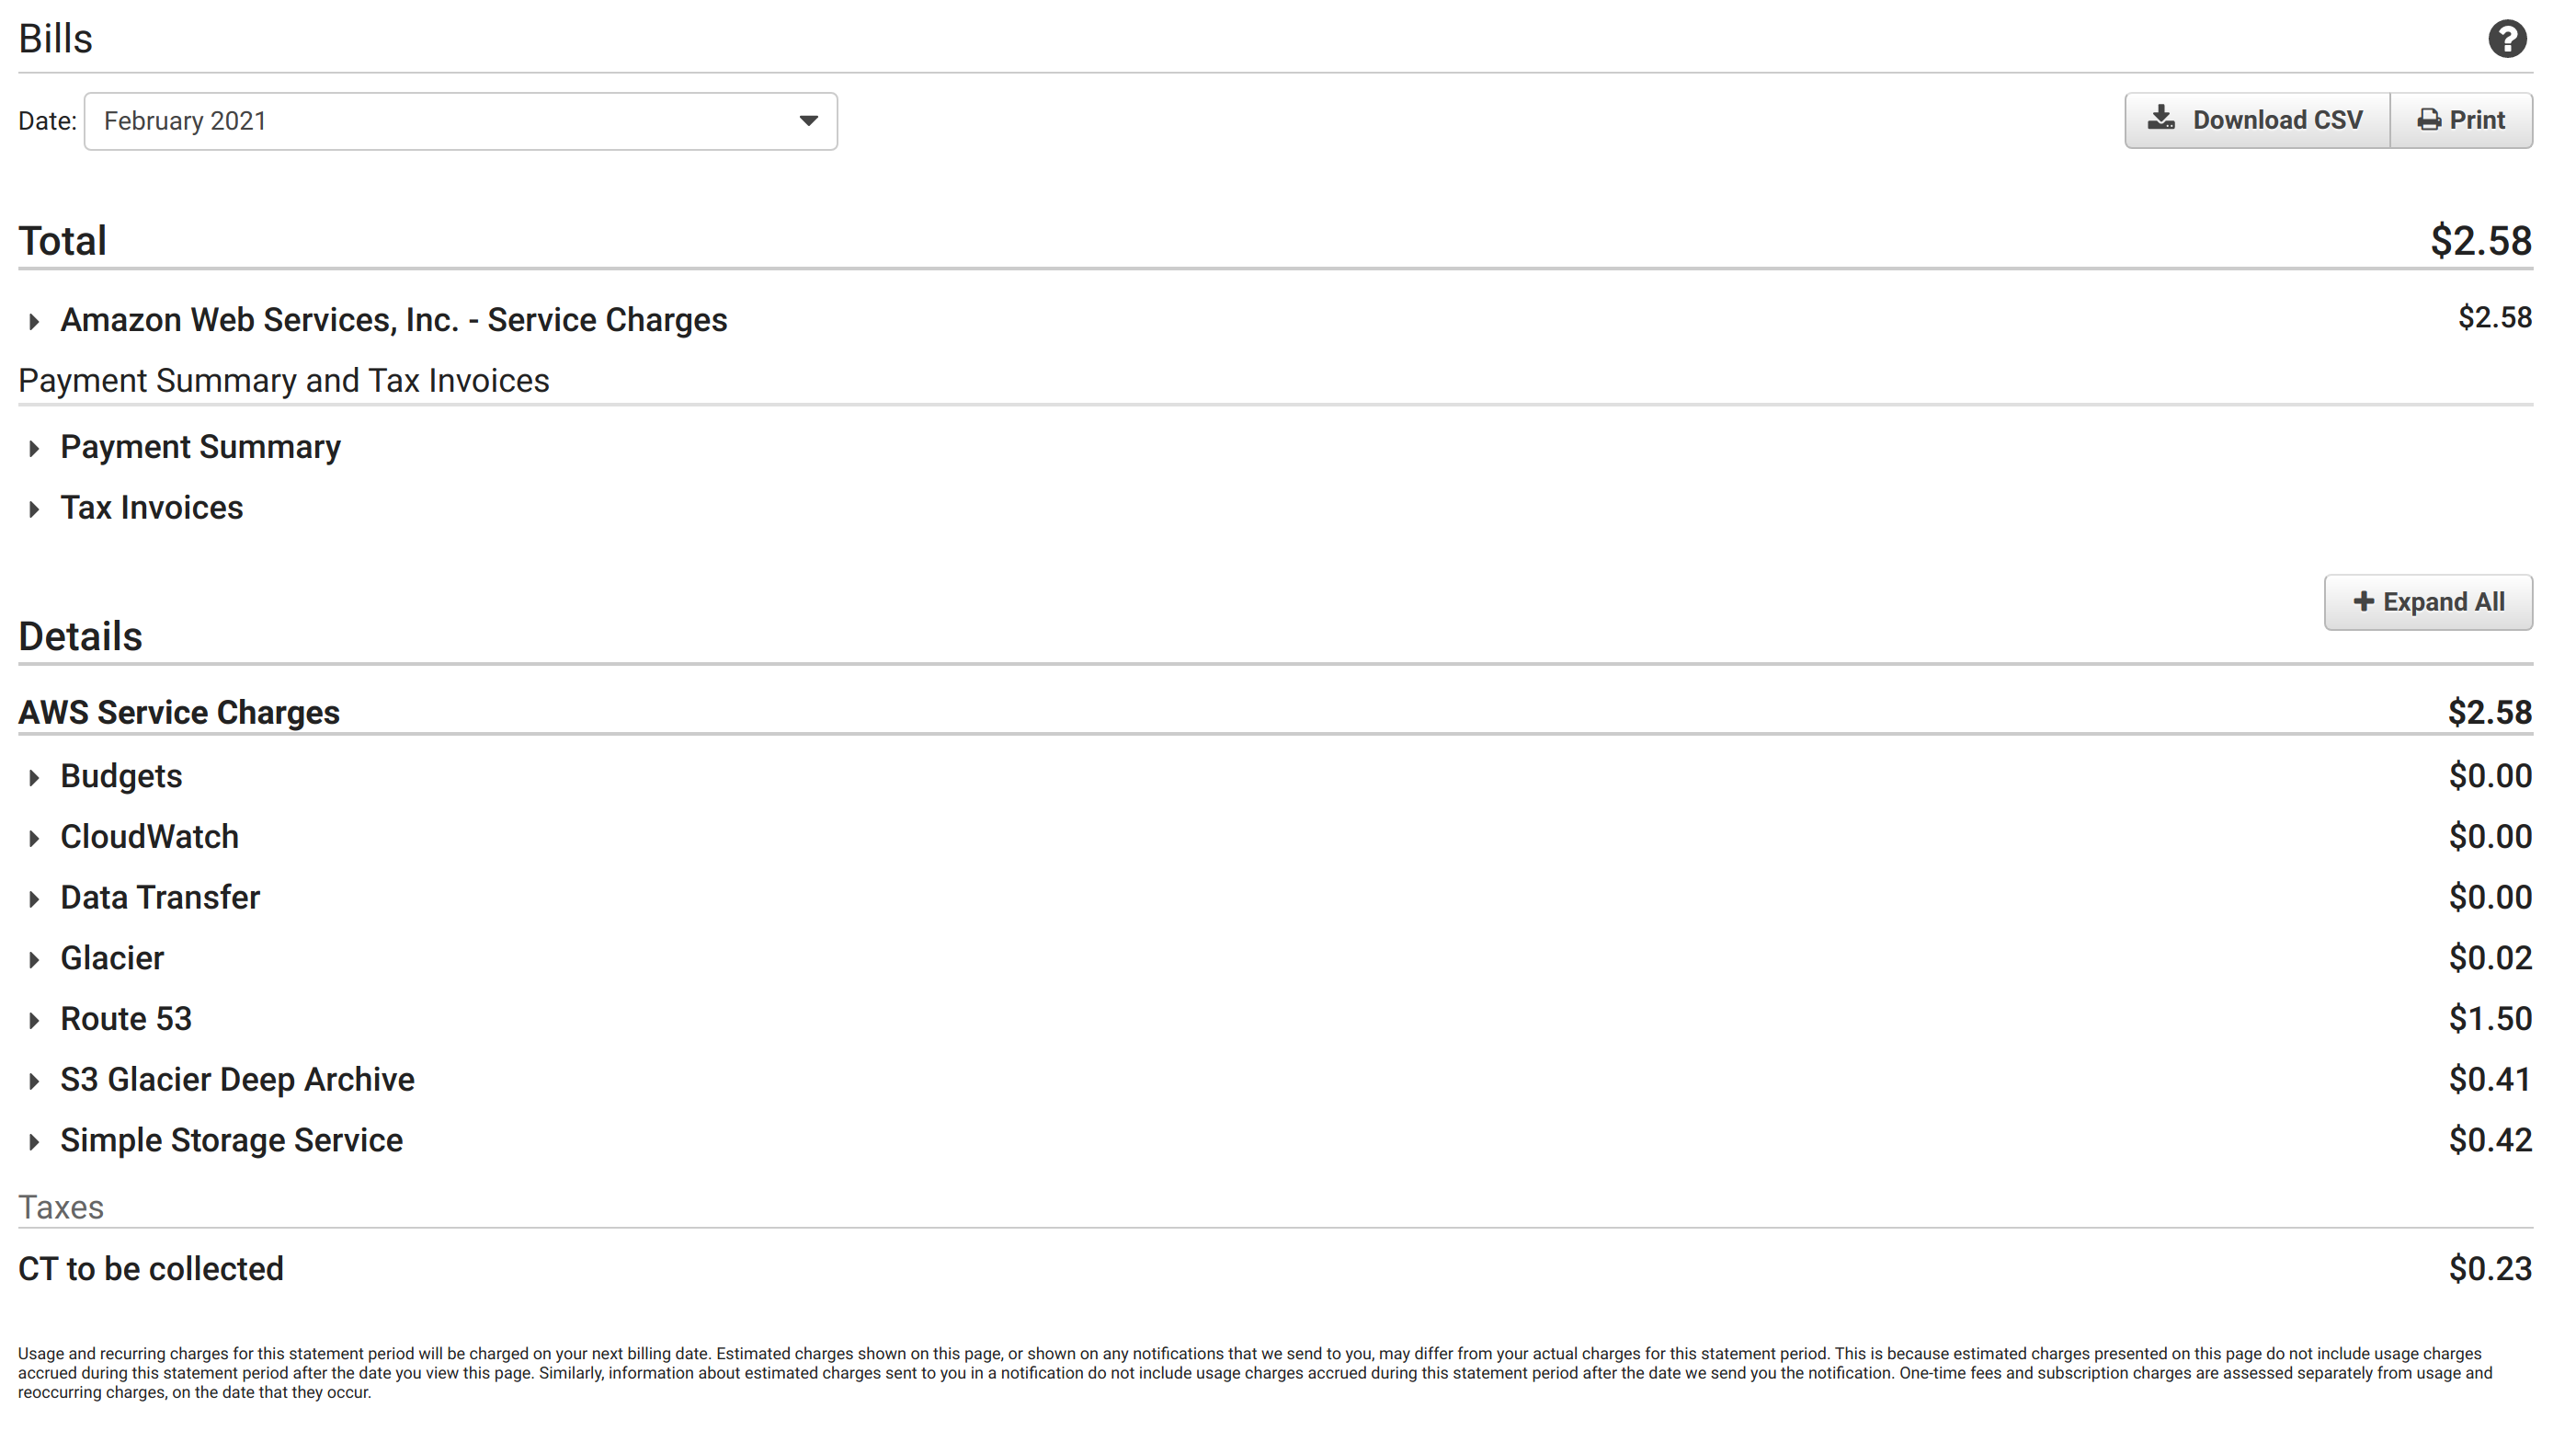 Bills
Date: February 2021
Download CSV Print
Total $2.58
Amazon Web Services, Inc. - Service Charges $2.58
Payment Summary and Tax Invoices
Payment Summary
Tax Invoices
Expand All
Details
AWS Service Charges $2.58
Budgets $0.00
CloudWatch $0.00
Data Transfer $0.00
Glacier $0.02
Route 53 $1.50
S3 Glacier Deep Archive $0.41
Simple Storage Service $0.42
Taxes
CT to be collected $0.23
Usage and recurring charges for this statement period will be charged on your next billing date. Estimated charges shown on this page, or shown on any notifications that we send to you, may differ from your actual charges for this statement period. This is because estimated charges presented on this page do not include usage charges
accrued during this statement period after the date you view this page. Similarly, information about estimated charges sent to you in a notification do not include usage charges accrued during this statement period after the date we send you the notification. One-time fees and subscription charges are assessed separately from usage and
reoccurring charges, on the date that they occur.